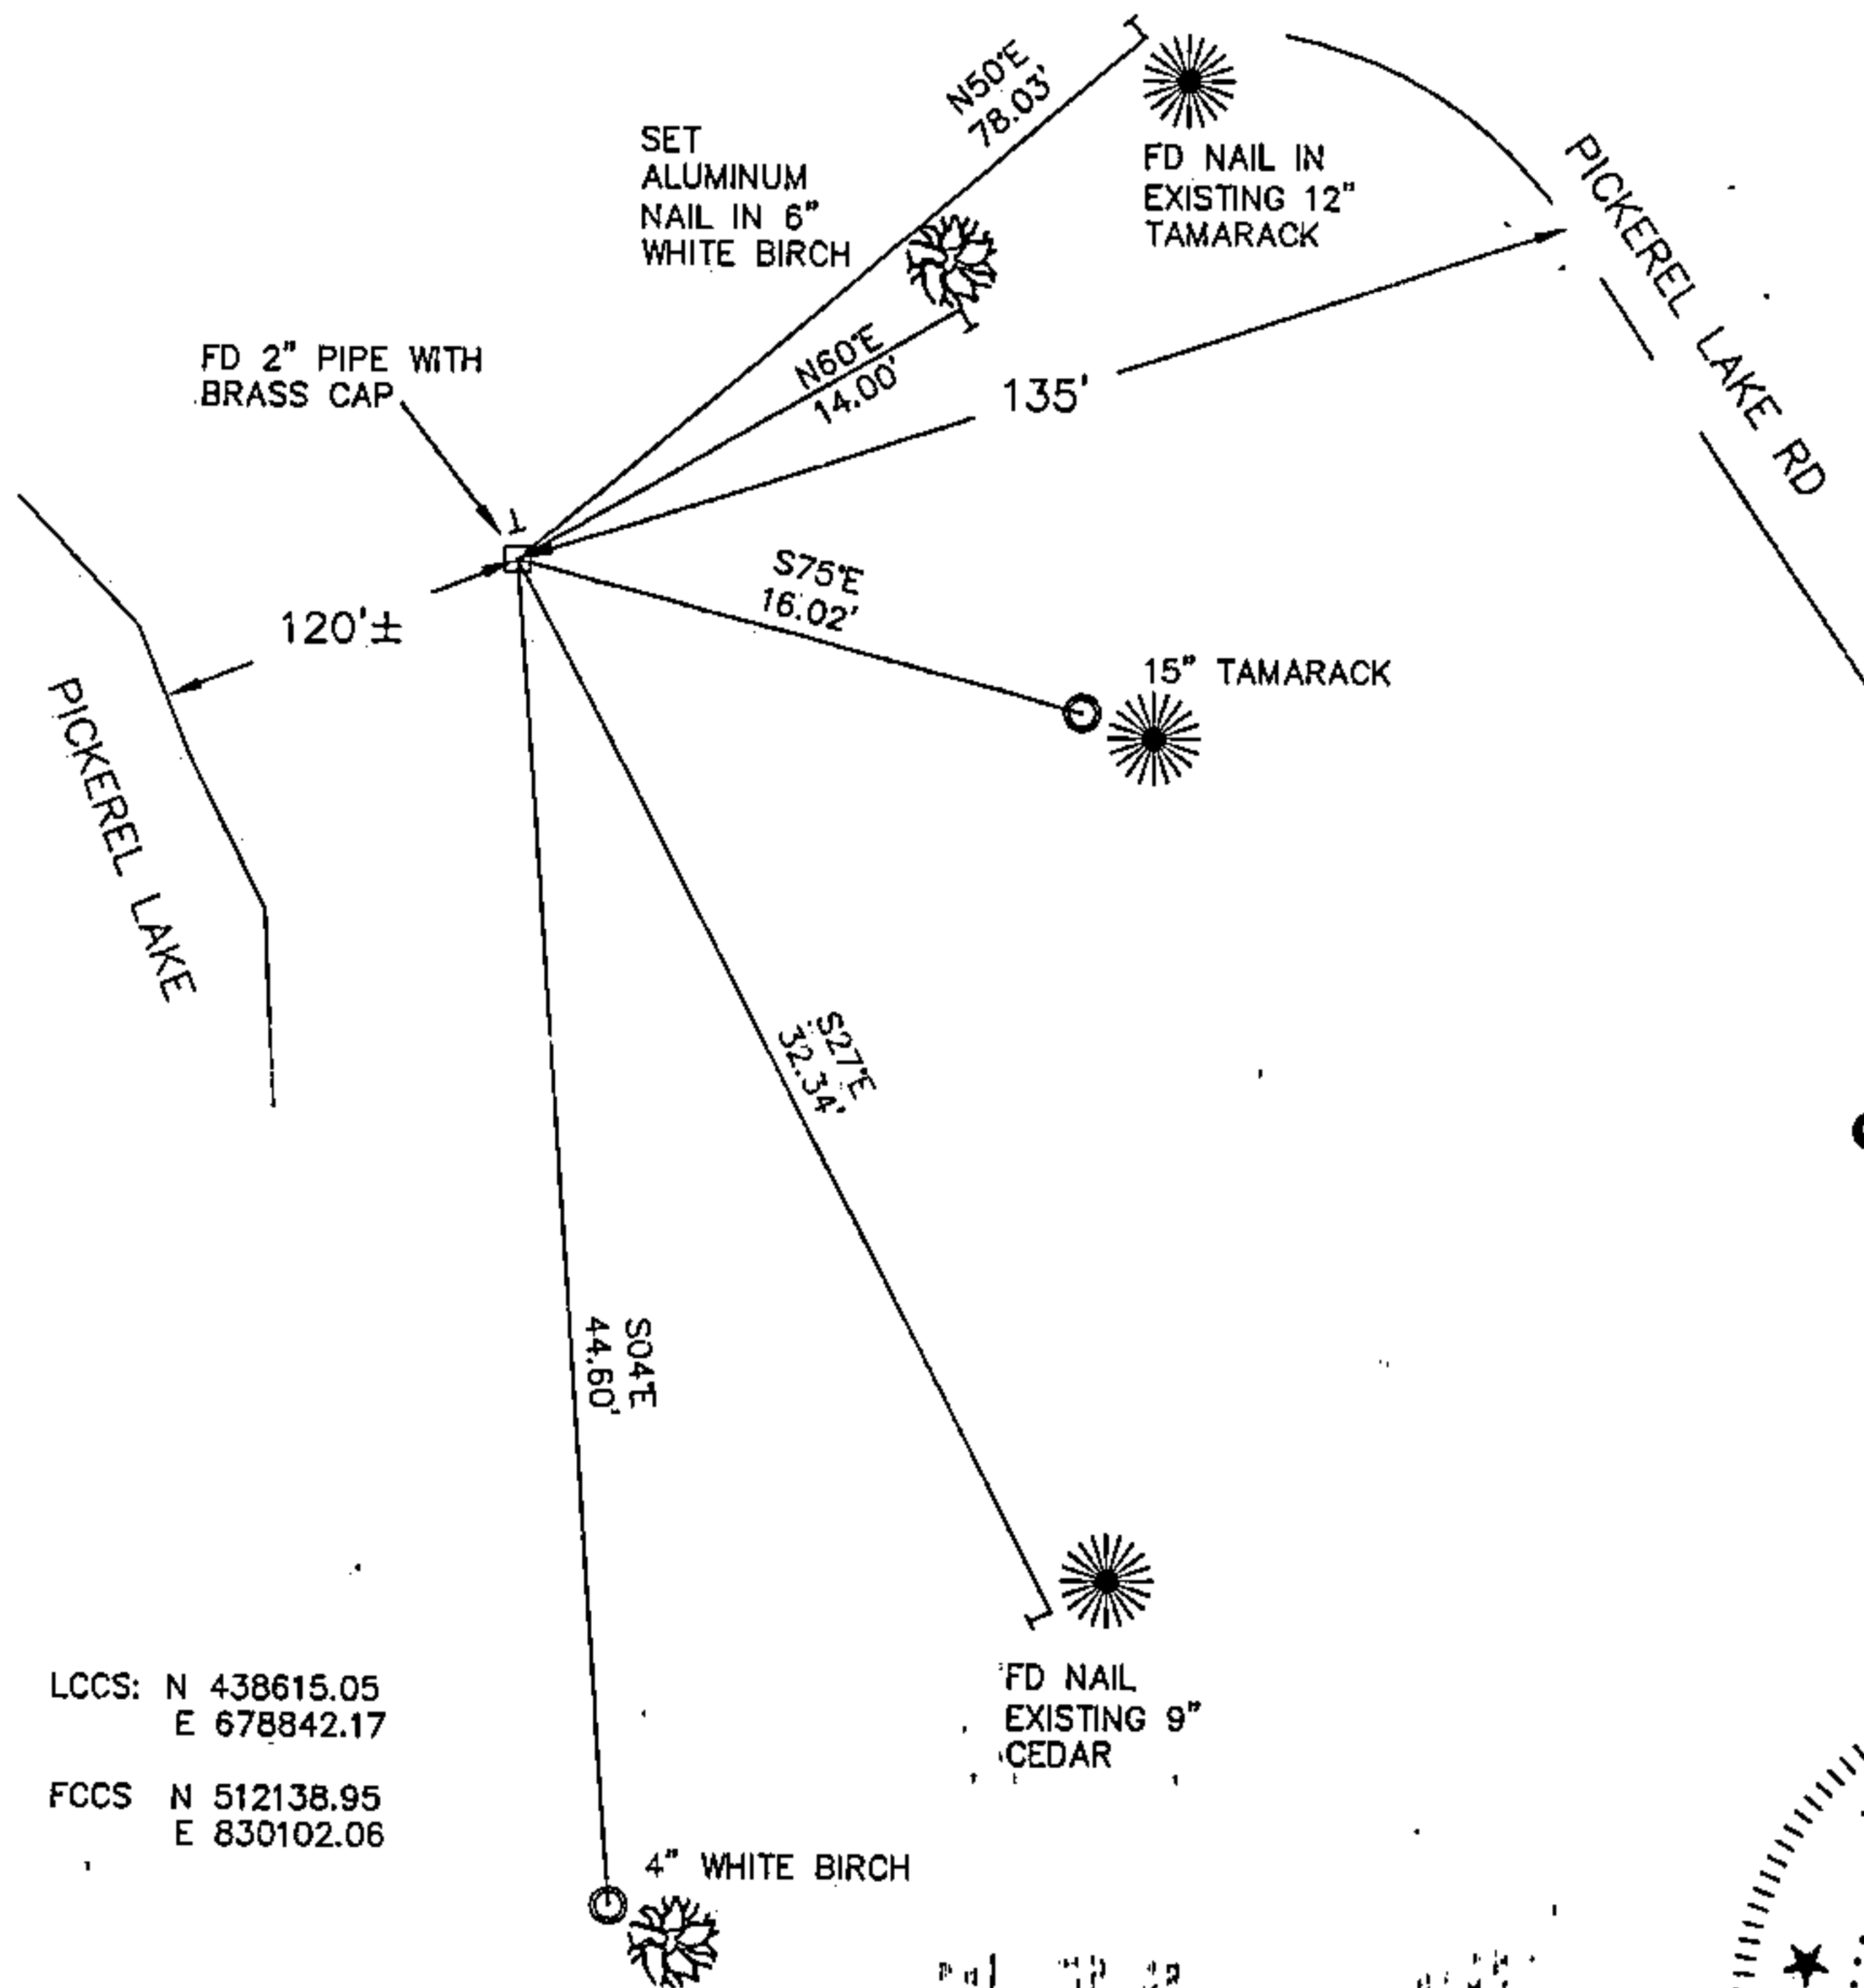 N50°E
78.03'
SET
ALUMINUM
NAIL IN 6"
WHITE BIRCH
FD NAIL IN
EXISTING 12"
TAMARACK
PICKEREL LAKE RD
FD 2" PIPE WITH
BRASS CAP
N60°E
14.00'
135'
S75°E
16.02'
120'±
15" TAMARACK
PICKEREL LAKE
S27°E
32.34'
S04°E
44.60'
FD NAIL
EXISTING 9"
CEDAR
LCCS: N 438615.05
E 678842.17
FCCS N 512138.95
E 830102.06
4" WHITE BIRCH